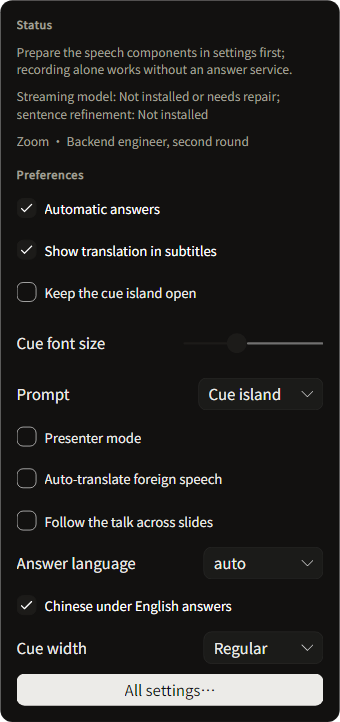 Status
Prepare the speech components in settings first;
recording alone works without an answer service.
Streaming model: Not installed or needs repair;
sentence refinement: Not installed
Zoom · Backend engineer, second round
Preferences
Automatic answers
Show translation in subtitles
Keep the cue island open
Cue font size
Prompt
Cue island
Presenter mode
Auto-translate foreign speech
Follow the talk across slides
Answer language
auto
Chinese under English answers
Cue width
Regular
All settings…